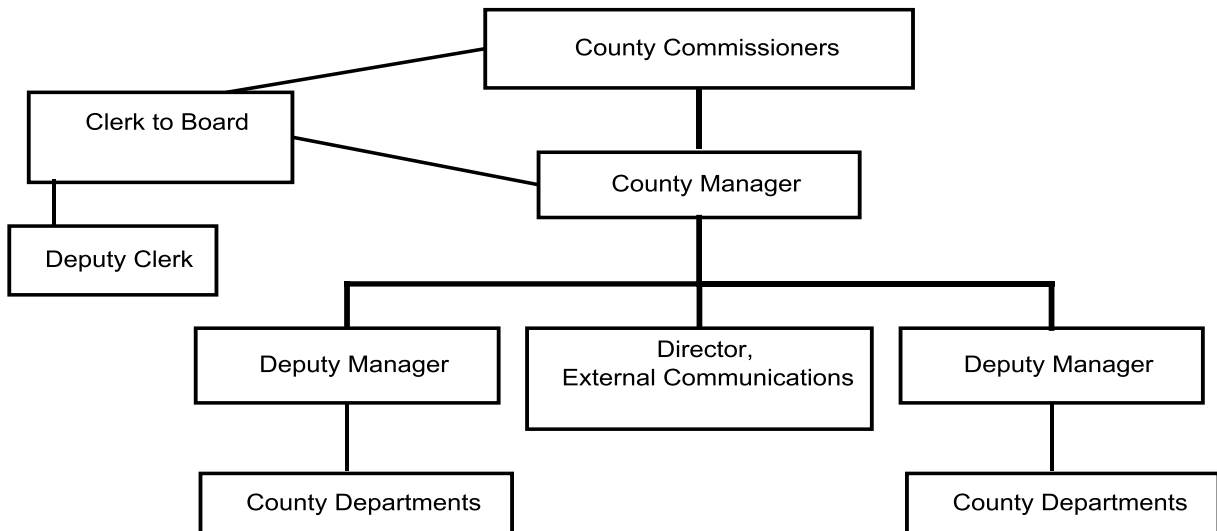 County Commissioners
Clerk to Board
County Manager
Deputy Clerk
Deputy Manager
Director,
External Communications
Deputy Manager
County Departments
County Departments